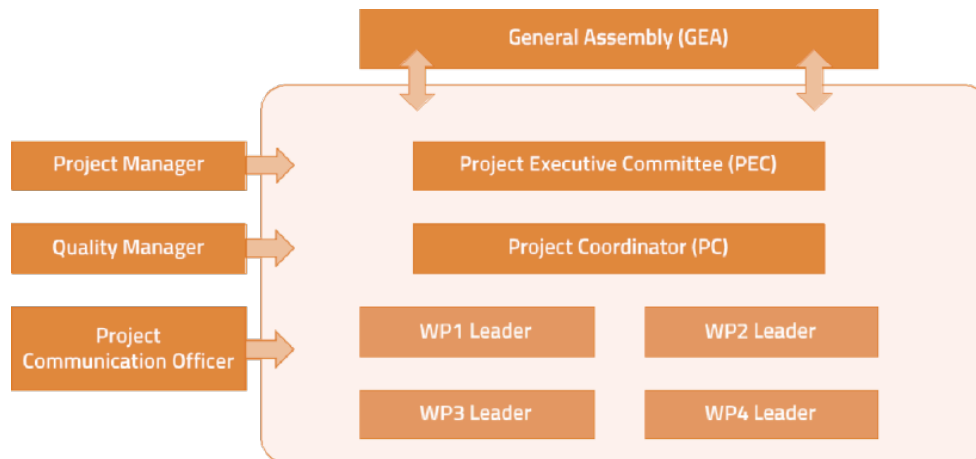 General Assembly (GEA)
Project Manager
Project Executive Committee (PEC)
Quality Manager
Project Coordinator (PC)
Project
Communication Officer
WP1 Leader
WP2 Leader
WP3 Leader
WP4 Leader